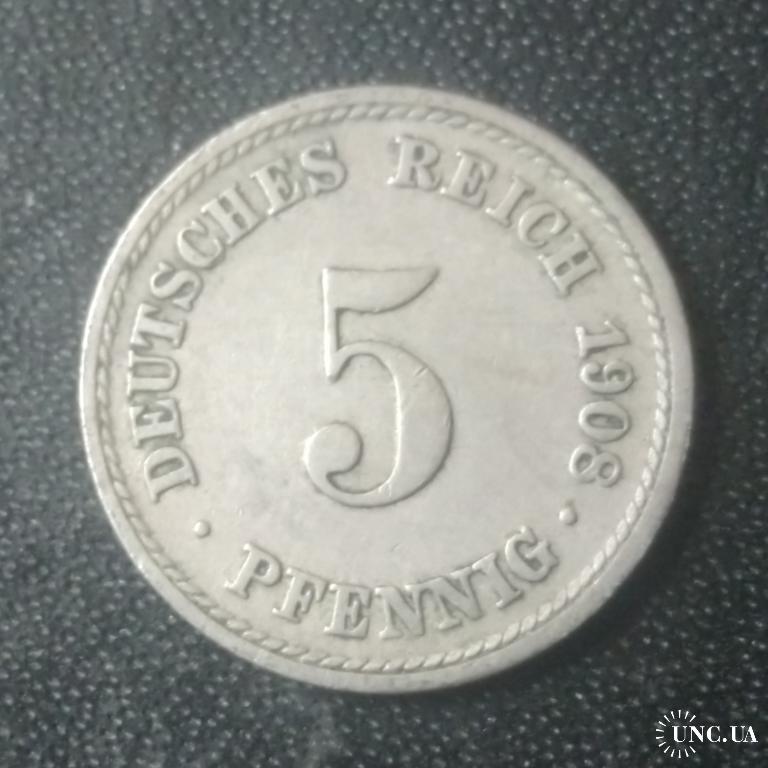 DEUTSCHES REICH 1908
5
· PFENNIG ·
UNC.UA